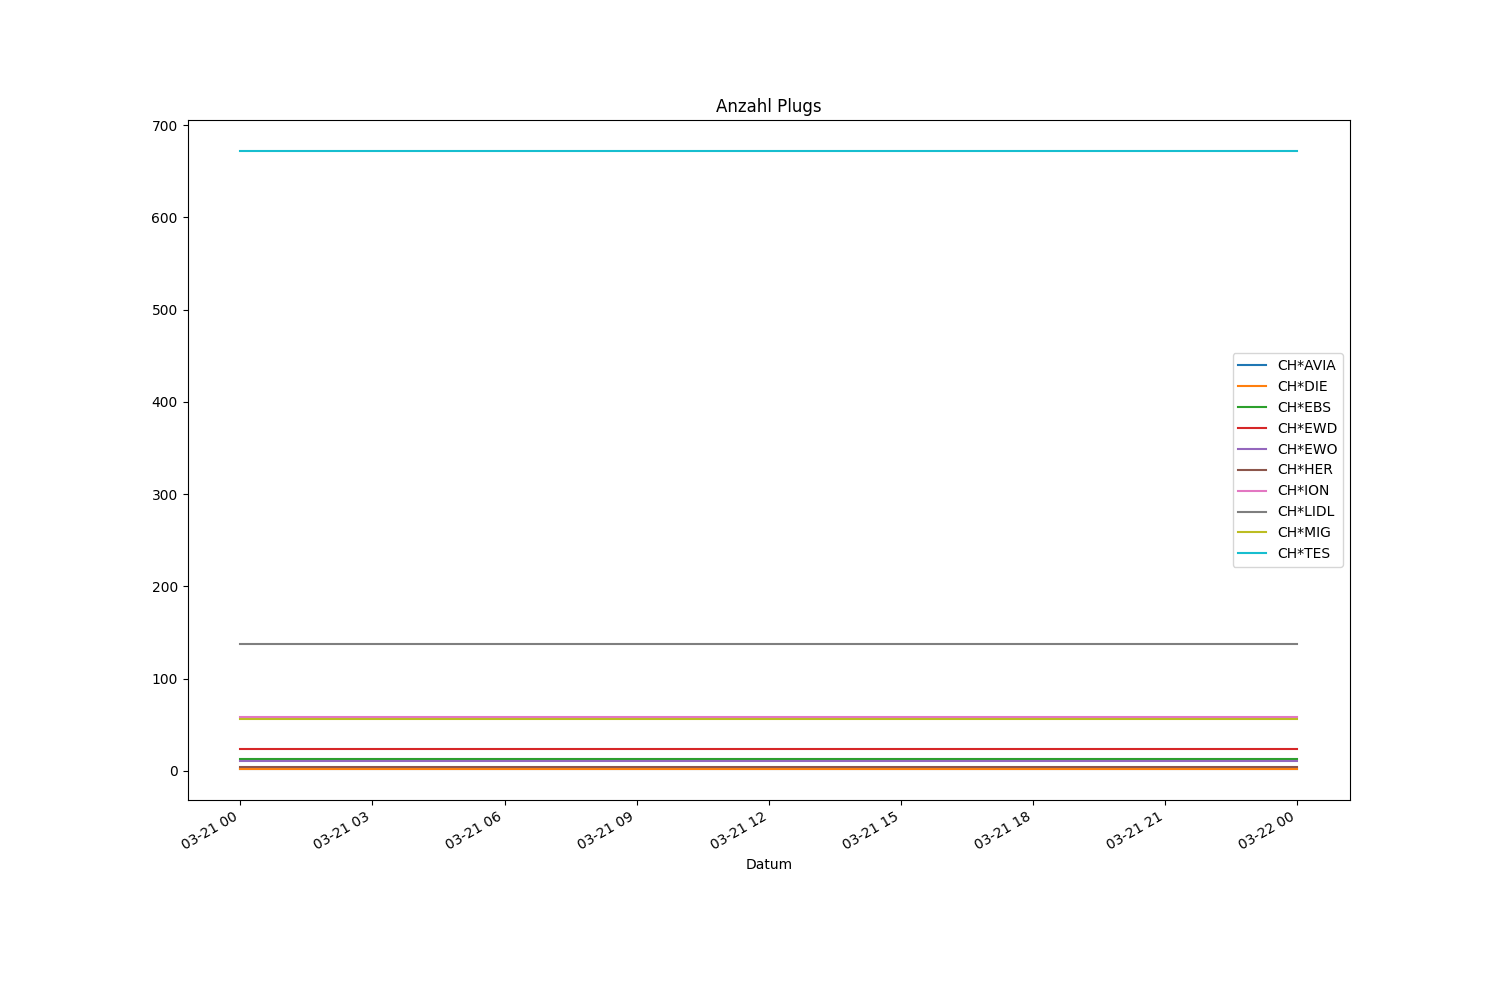 Anzahl Plugs
700
600
500
400
300
200
100
0
CH*AVIA
CH*DIE
CH*EBS
CH*EWD
CH*EWO
CH*HER
CH*ION
CH*LIDL
CH*MIG
CH*TES
03-21 00
03-21 03
03-21 06
03-21 09
03-21 12
03-21 15
03-21 18
03-21 21
03-22 00
Datum